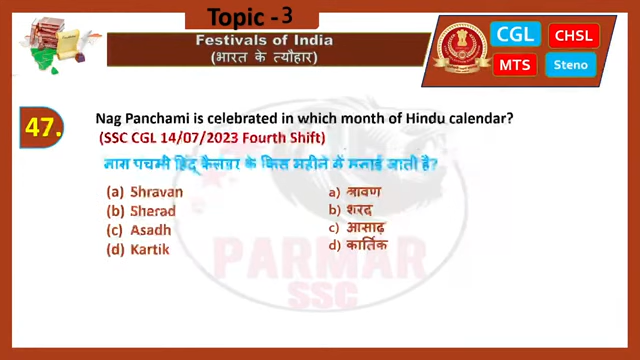 Topic -3
Festivals of India
(भारत के त्यौहार)
CGL
CHSL
MTS
Steno
47.
Nag Panchami is celebrated in which month of Hindu calendar?
(SSC CGL 14/07/2023 Fourth Shift)
नाग पंचमी हिंदू कैलेंडर के किस महीने में मनाई जाती है?
(a) Shravan
a) श्रावण
(b) Sherad
b) शरद
(c) Asadh
c) आसाढ़
(d) Kartik
d) कार्तिक
PARMAR
SSC